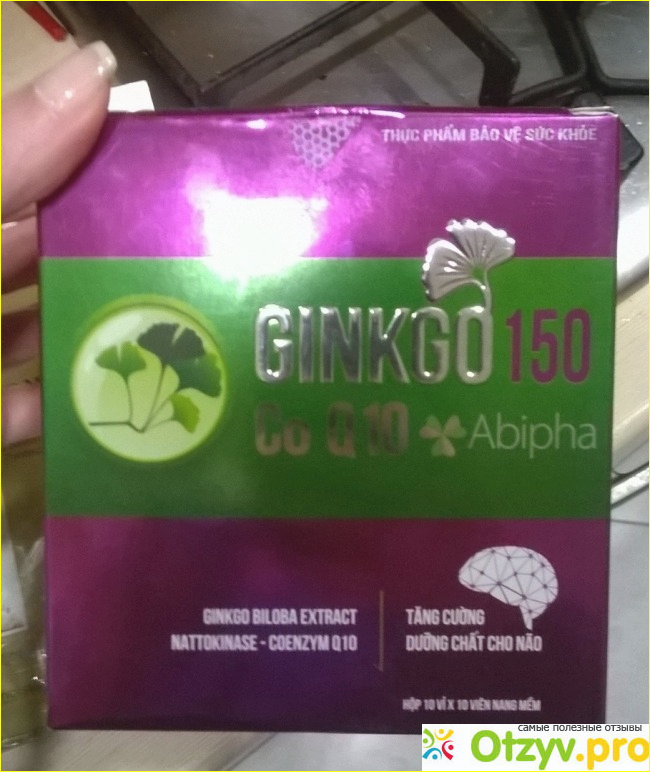 THỰC PHẨM BẢO VỆ SỨC KHỎE
GINKGO 150
Co Q10 Abipha
GINKGO BILOBA EXTRACT
NATTOKINASE - COENZYM Q10
TĂNG CƯỜNG
DƯỠNG CHẤT CHO NÃO
HỘP 10 VỈ X 10 VIÊN NANG MỀM
самые полезные отзывы
Otzyv.pro